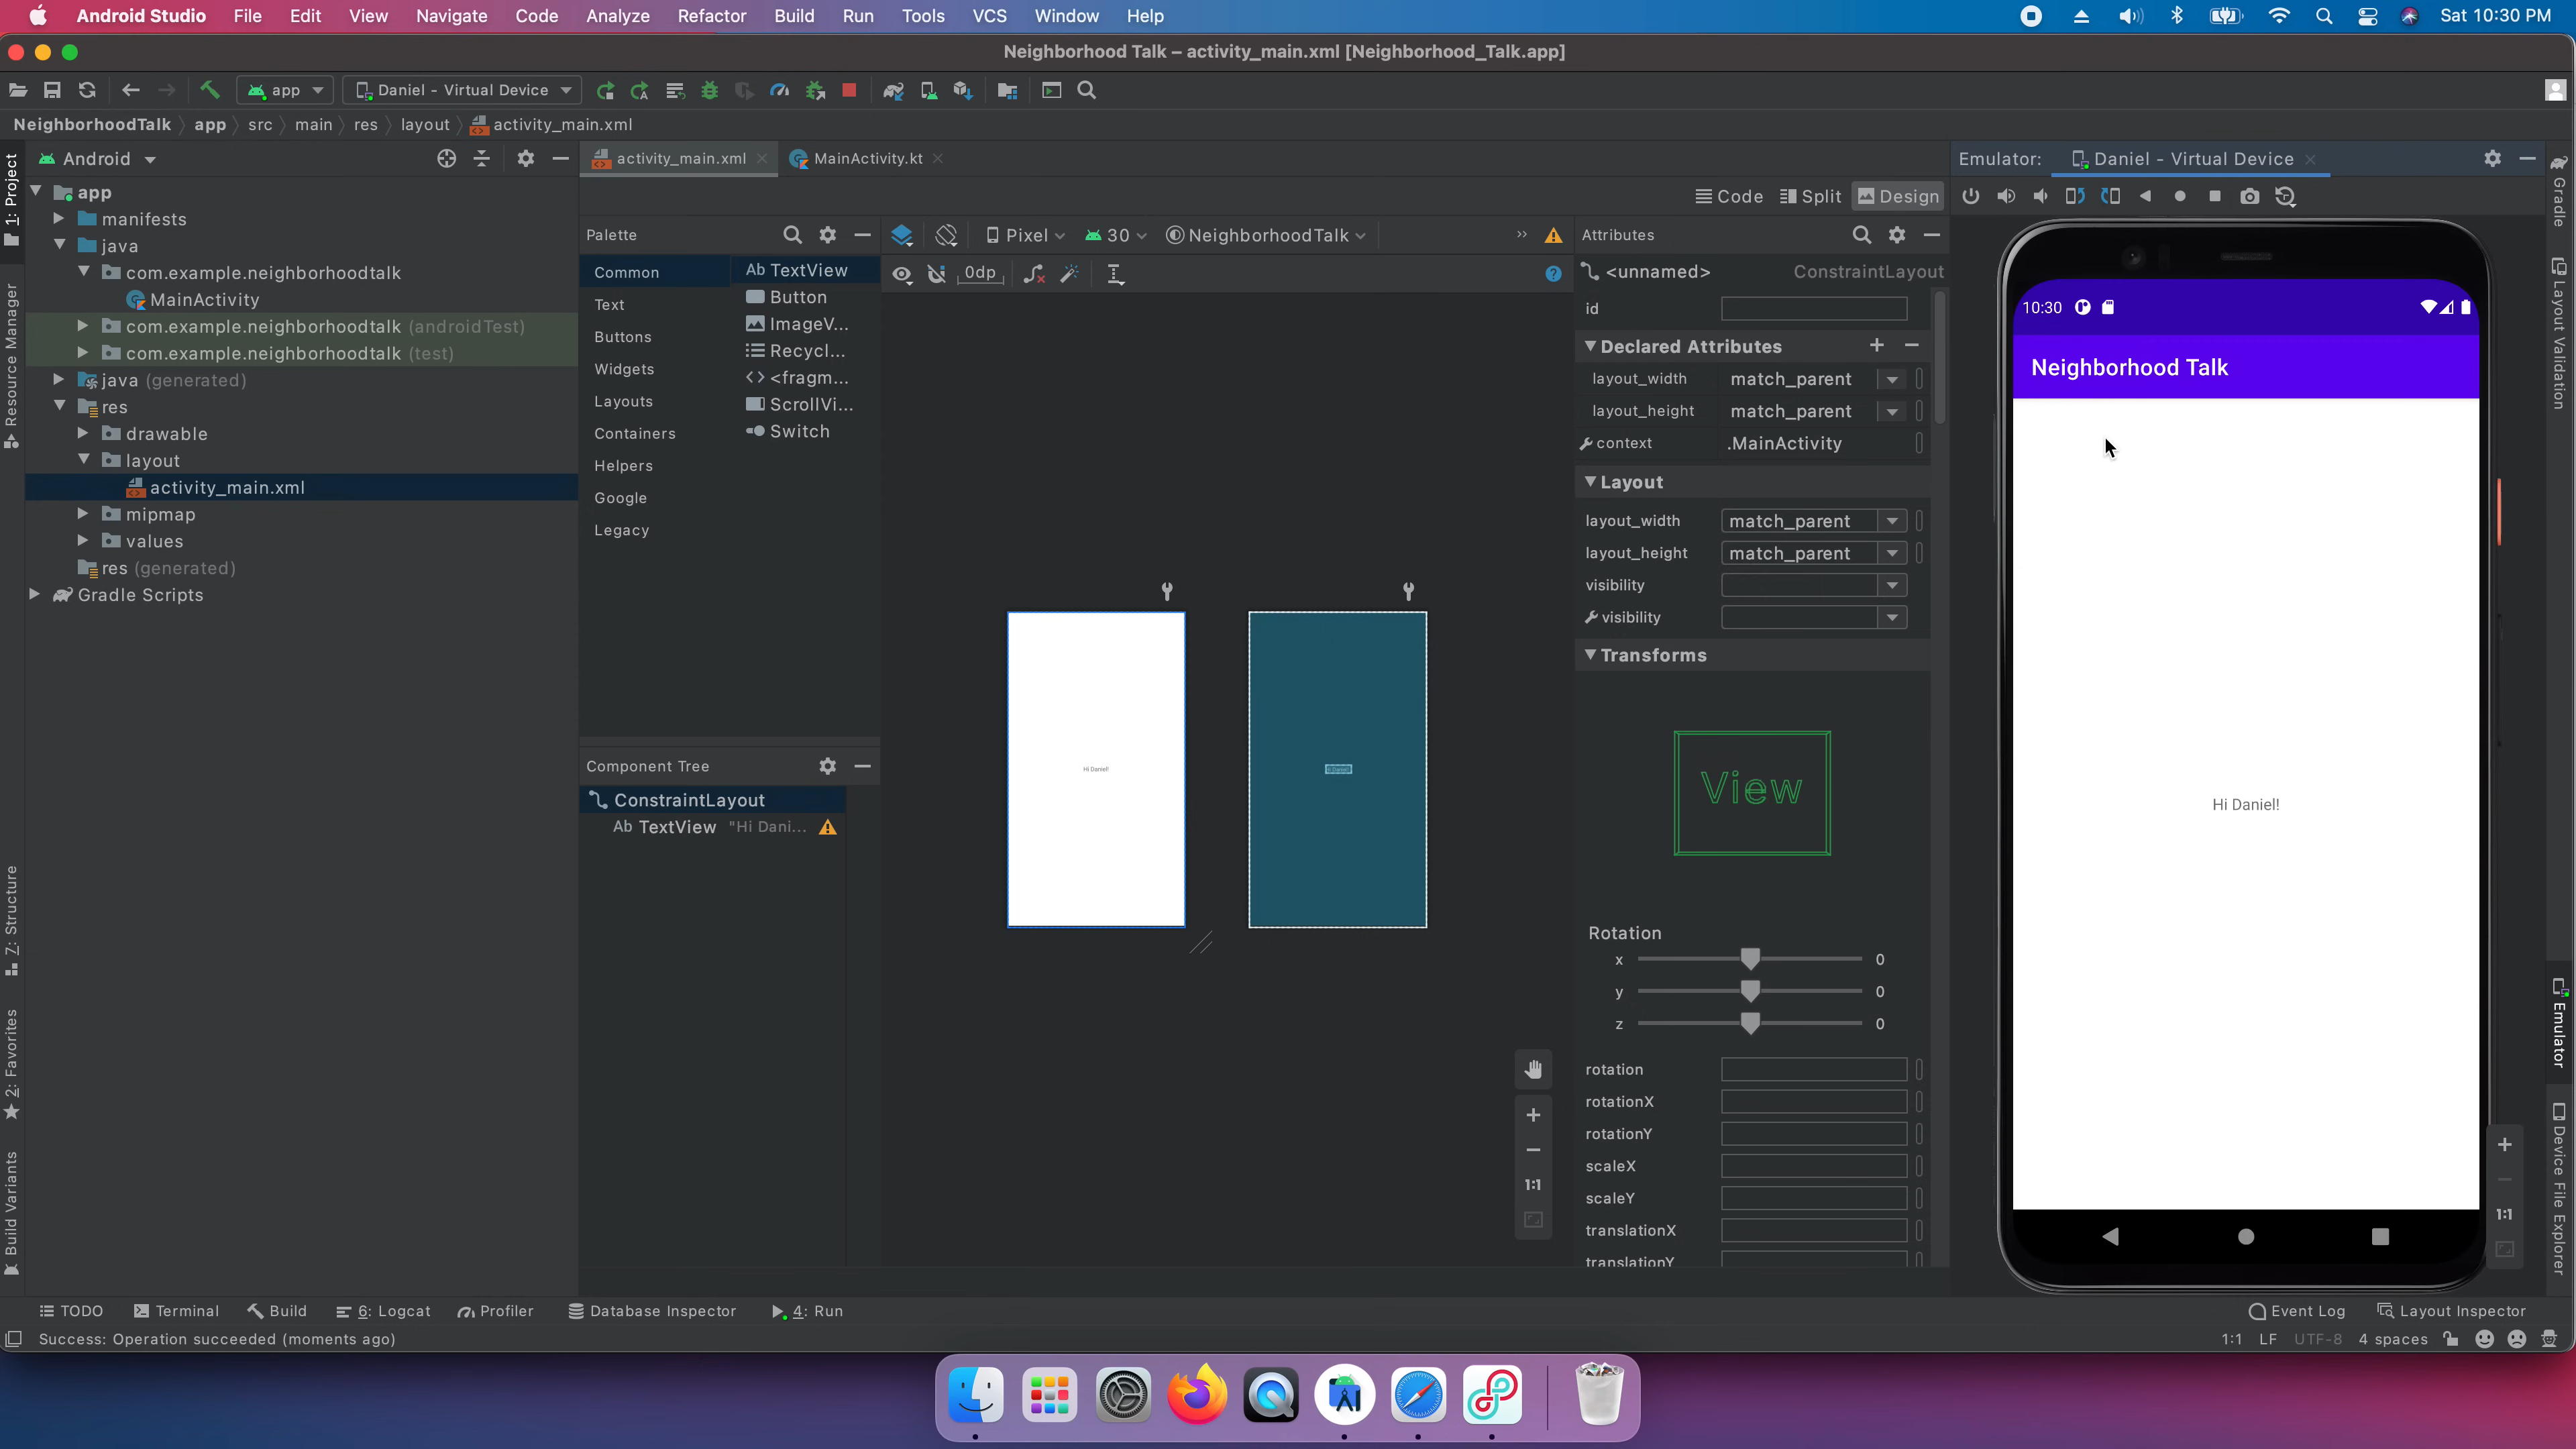 Android Studio File Edit View Navigate Code Analyze Refactor Build Run Tools VCS Window Help Sat 10:30 PM
Neighborhood Talk – activity_main.xml [Neighborhood_Talk.app]
app Daniel - Virtual Device
NeighborhoodTalk app src main res layout activity_main.xml
1: Project
Resource Manager
7: Structure
2: Favorites
Build Variants
Android
app
manifests
java
com.example.neighborhoodtalk
MainActivity
com.example.neighborhoodtalk (androidTest)
com.example.neighborhoodtalk (test)
java (generated)
res
drawable
layout
activity_main.xml
mipmap
values
res (generated)
Gradle Scripts
activity_main.xml MainActivity.kt
Code Split Design
Palette
Common
Text
Buttons
Widgets
Layouts
Containers
Helpers
Google
Legacy
Ab TextView
Button
ImageV...
Recycl...
<fragm...
ScrollVi...
Switch
Component Tree
ConstraintLayout
Ab TextView "Hi Dani...
Pixel 30 NeighborhoodTalk
0dp
Hi Daniel!
1:1
Attributes
<unnamed> ConstraintLayout
id
Declared Attributes
layout_width match_parent
layout_height match_parent
context .MainActivity
Layout
layout_width match_parent
layout_height match_parent
visibility
visibility
Transforms
View
Rotation
x 0
y 0
z 0
rotation
rotationX
rotationY
scaleX
scaleY
translationX
translationY
Emulator: Daniel - Virtual Device
10:30
Neighborhood Talk
Hi Daniel!
1:1
Gradle
Layout Validation
Emulator
Device File Explorer
TODO Terminal Build 6: Logcat Profiler Database Inspector 4: Run Event Log Layout Inspector
Success: Operation succeeded (moments ago) 1:1 LF UTF-8 4 spaces